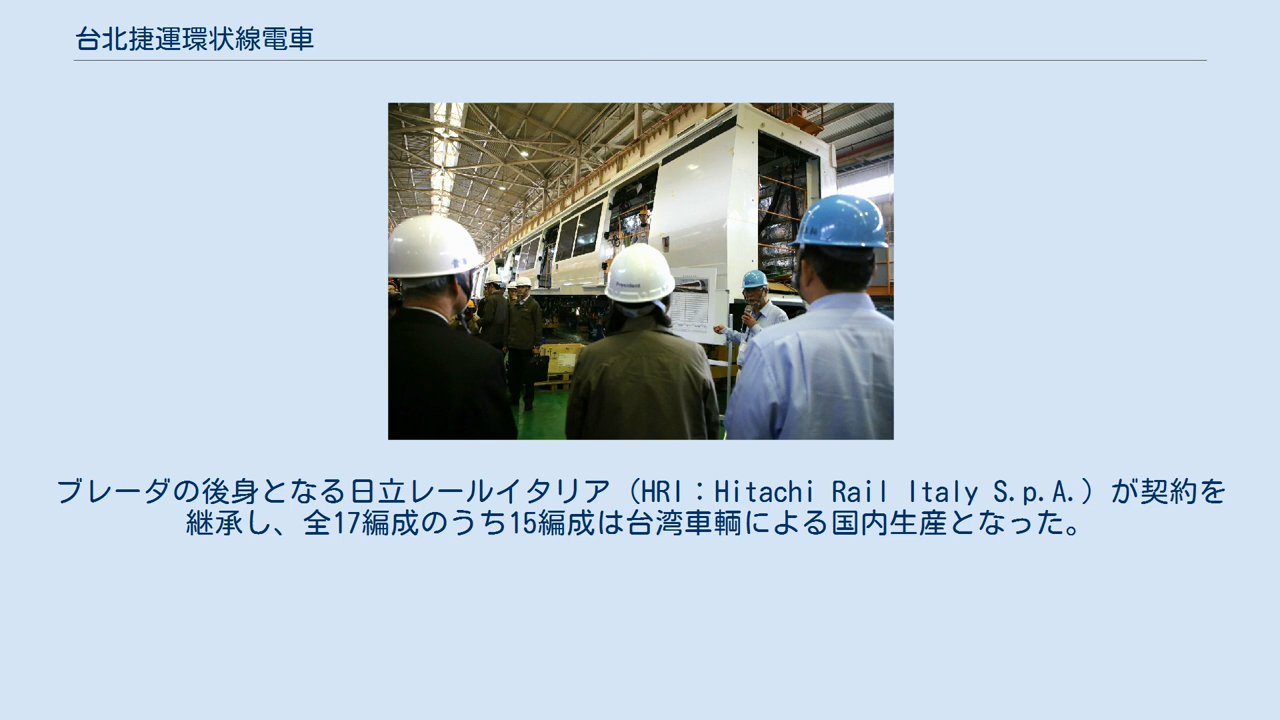 台北捷運環状線電車
President
ブレーダの後身となる日立レールイタリア（HRI：Hitachi Rail Italy S.p.A.）が契約を
継承し、全17編成のうち15編成は台湾車輌による国内生産となった。